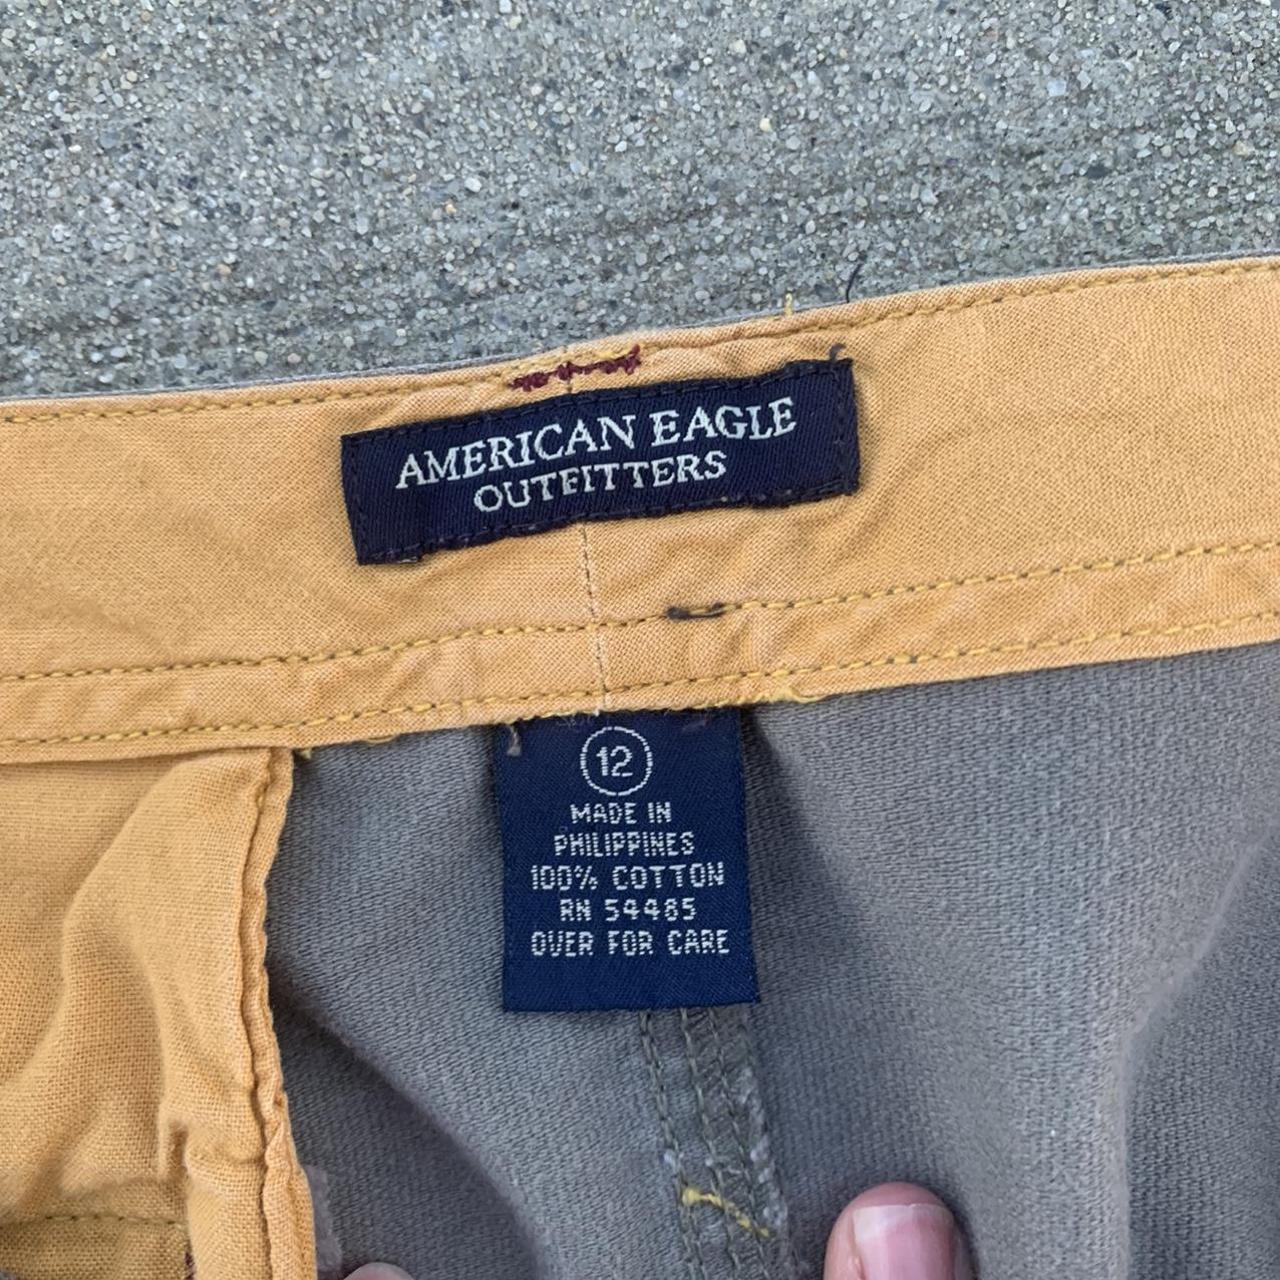 AMERICAN EAGLE
OUTFITTERS
12
MADE IN
PHILIPPINES
100% COTTON
RN 54485
OVER FOR CARE